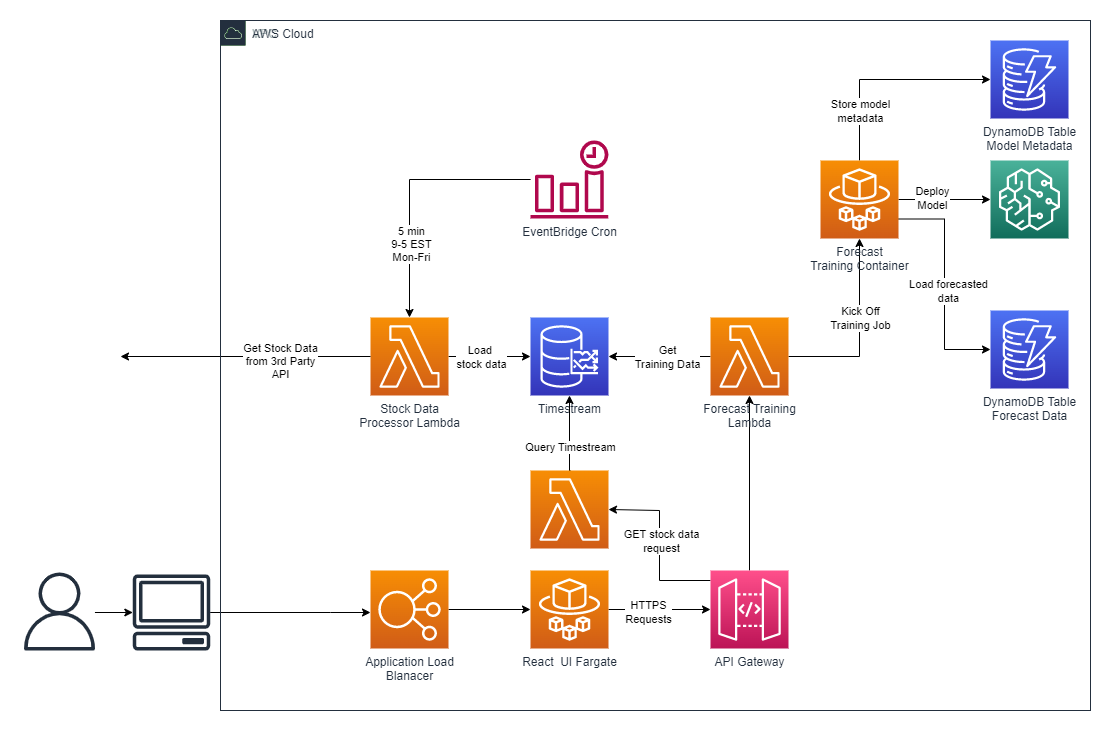 AWS Cloud
Store model
metadata
DynamoDB Table
Model Metadata
EventBridge Cron
Deploy
Model
Forecast
Training Container
5 min
9-5 EST
Mon-Fri
Load forecasted
data
Kick Off
Training Job
Get Stock Data
from 3rd Party
API
Load
stock data
Get
Training Data
Stock Data
Processor Lambda
Timestream
Forecast Training
Lambda
DynamoDB Table
Forecast Data
Query Timestream
GET stock data
request
HTTPS
Requests
Application Load
Blanacer
React UI Fargate
API Gateway